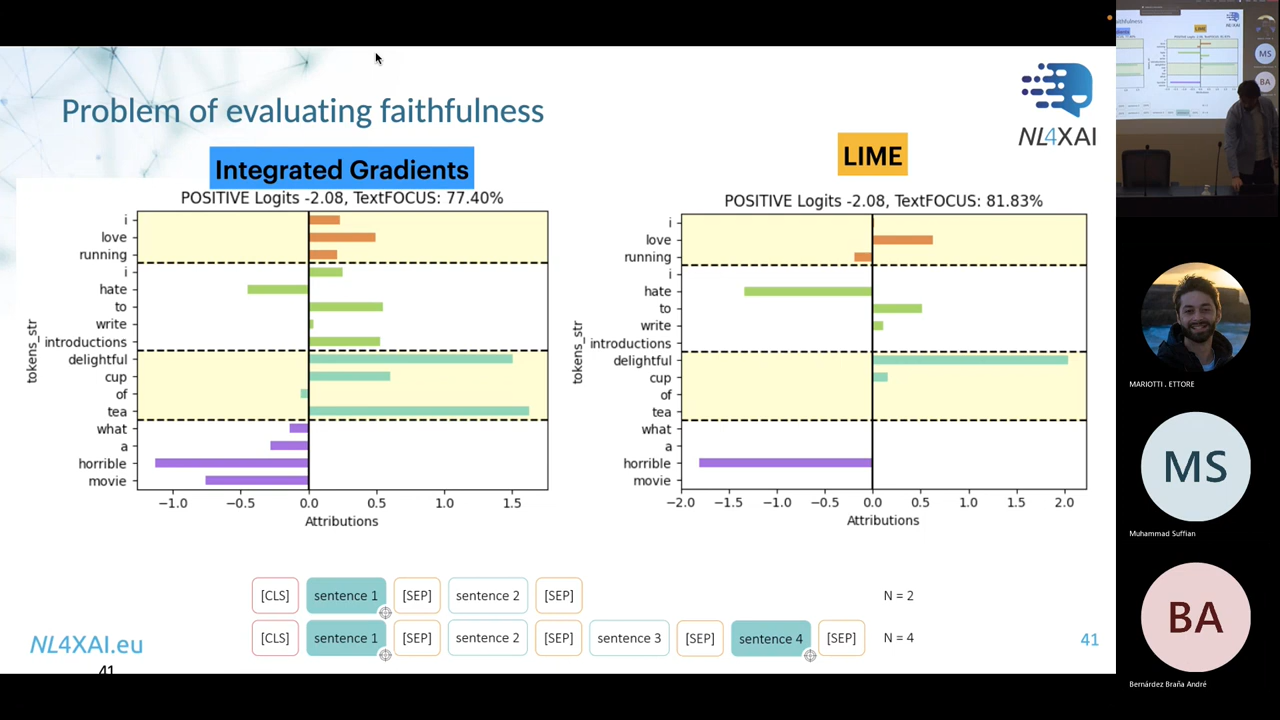 Problem of evaluating faithfulness
NL4XAI
Integrated Gradients
POSITIVE Logits -2.08, TextFOCUS: 77.40%
tokens_str
i
love
running
i
hate
to
write
introductions
delightful
cup
of
tea
what
a
horrible
movie
−1.0 −0.5 0.0 0.5 1.0 1.5
Attributions
LIME
POSITIVE Logits -2.08, TextFOCUS: 81.83%
tokens_str
i
love
running
i
hate
to
write
introductions
delightful
cup
of
tea
what
a
horrible
movie
−2.0 −1.5 −1.0 −0.5 0.0 0.5 1.0 1.5 2.0
Attributions
[CLS] sentence 1 [SEP] sentence 2 [SEP] N = 2
[CLS] sentence 1 [SEP] sentence 2 [SEP] sentence 3 [SEP] sentence 4 [SEP] N = 4
NL4XAI.eu
41
41
MS
BA
MARIOTTI . ETTORE
MS
Muhammad Suffian
BA
Bernárdez Braña André